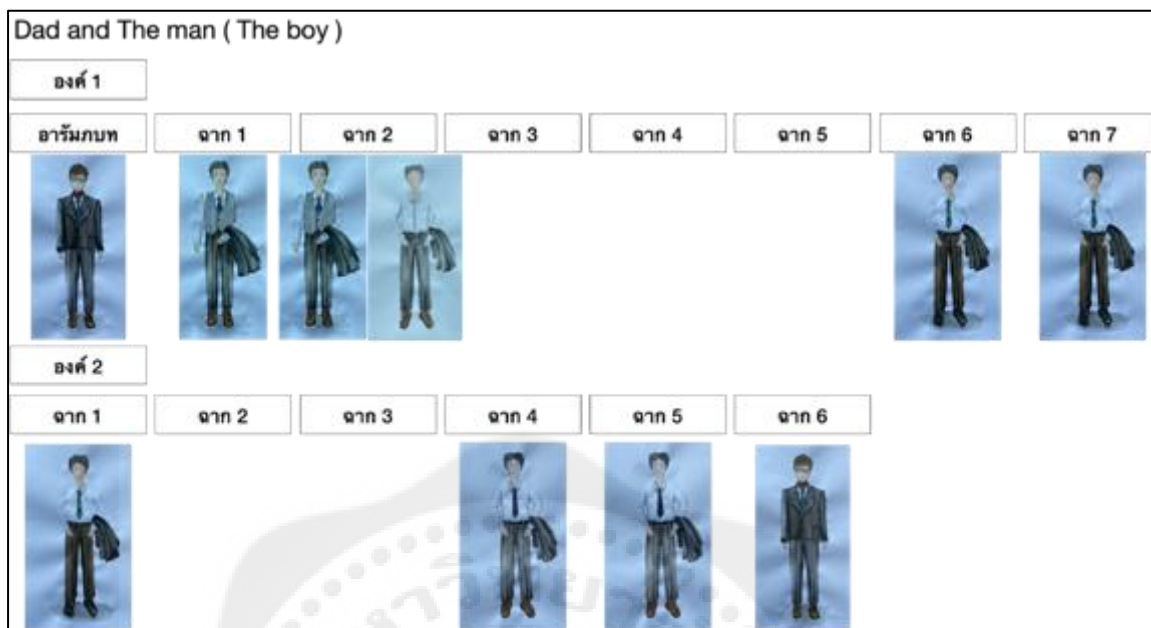 Dad and The man ( The boy )
องค์ 1
อารัมภบท ฉาก 1 ฉาก 2 ฉาก 3 ฉาก 4 ฉาก 5 ฉาก 6 ฉาก 7
องค์ 2
ฉาก 1 ฉาก 2 ฉาก 3 ฉาก 4 ฉาก 5 ฉาก 6